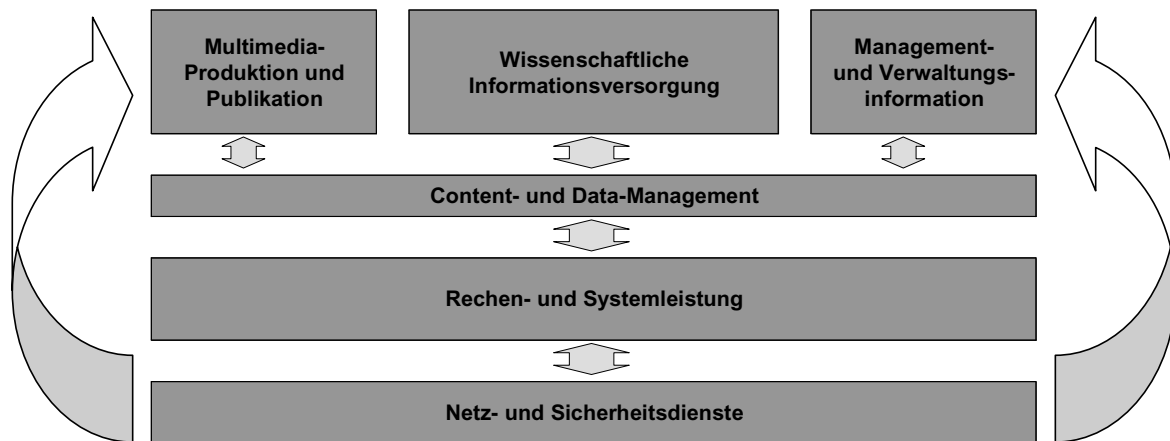 Multimedia-
Produktion und
Publikation
Wissenschaftliche
Informationsversorgung
Management-
und Verwaltungs-
information
Content- und Data-Management
Rechen- und Systemleistung
Netz- und Sicherheitsdienste